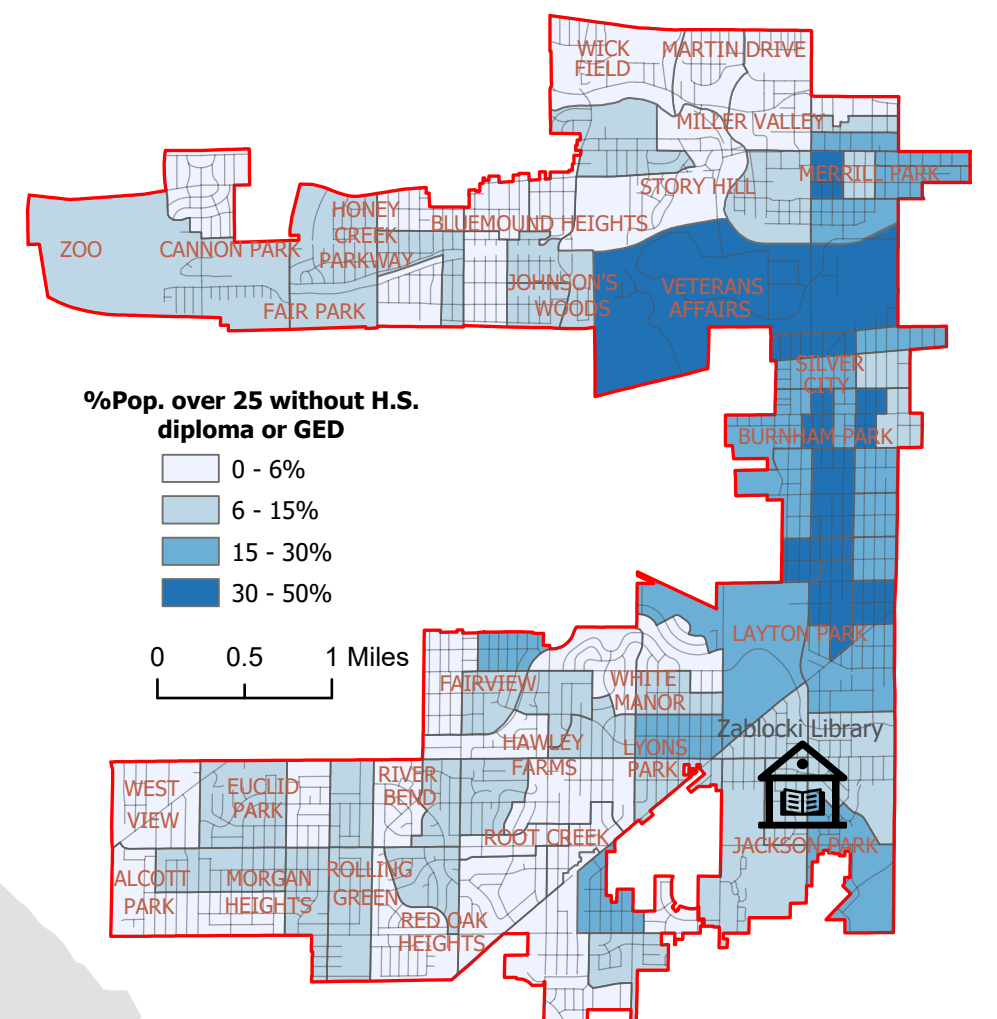 WICK
FIELD
MARTIN DRIVE
MILLER VALLEY
MERRILL PARK
STORY HILL
HONEY
CREEK
PARKWAY
BLUEMOUND HEIGHTS
ZOO
CANNON PARK
FAIR PARK
JOHNSON'S
WOODS
VETERANS
AFFAIRS
SILVER
CITY
BURNHAM PARK
%Pop. over 25 without H.S.
diploma or GED
0 - 6%
6 - 15%
15 - 30%
30 - 50%
0 0.5 1 Miles
LAYTON PARK
FAIRVIEW
WHITE
MANOR
Zablocki Library
HAWLEY
FARMS
LYONS
PARK
WEST
VIEW
EUCLID
PARK
RIVER
BEND
ROOT CREEK
JACKSON PARK
ALCOTT
PARK
MORGAN
HEIGHTS
ROLLING
GREEN
RED OAK
HEIGHTS